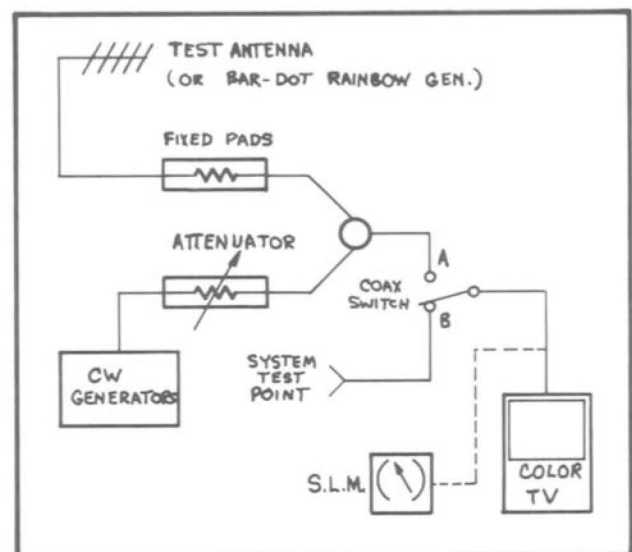 TEST ANTENNA
(OR BAR-DOT RAINBOW GEN.)
FIXED PADS
ATTENUATOR
A
COAX
SWITCH
B
CW
GENERATORS
SYSTEM
TEST
POINT
S.L.M.
COLOR
TV